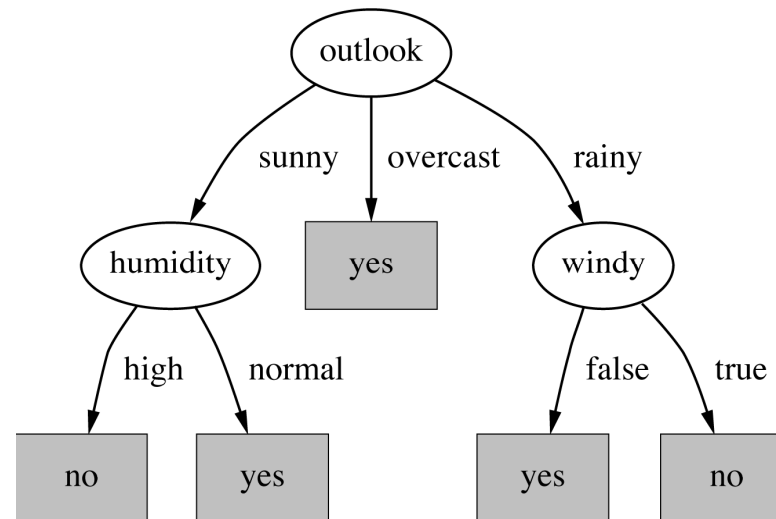 outlook
sunny overcast rainy
humidity yes windy
high normal false true
no yes yes no